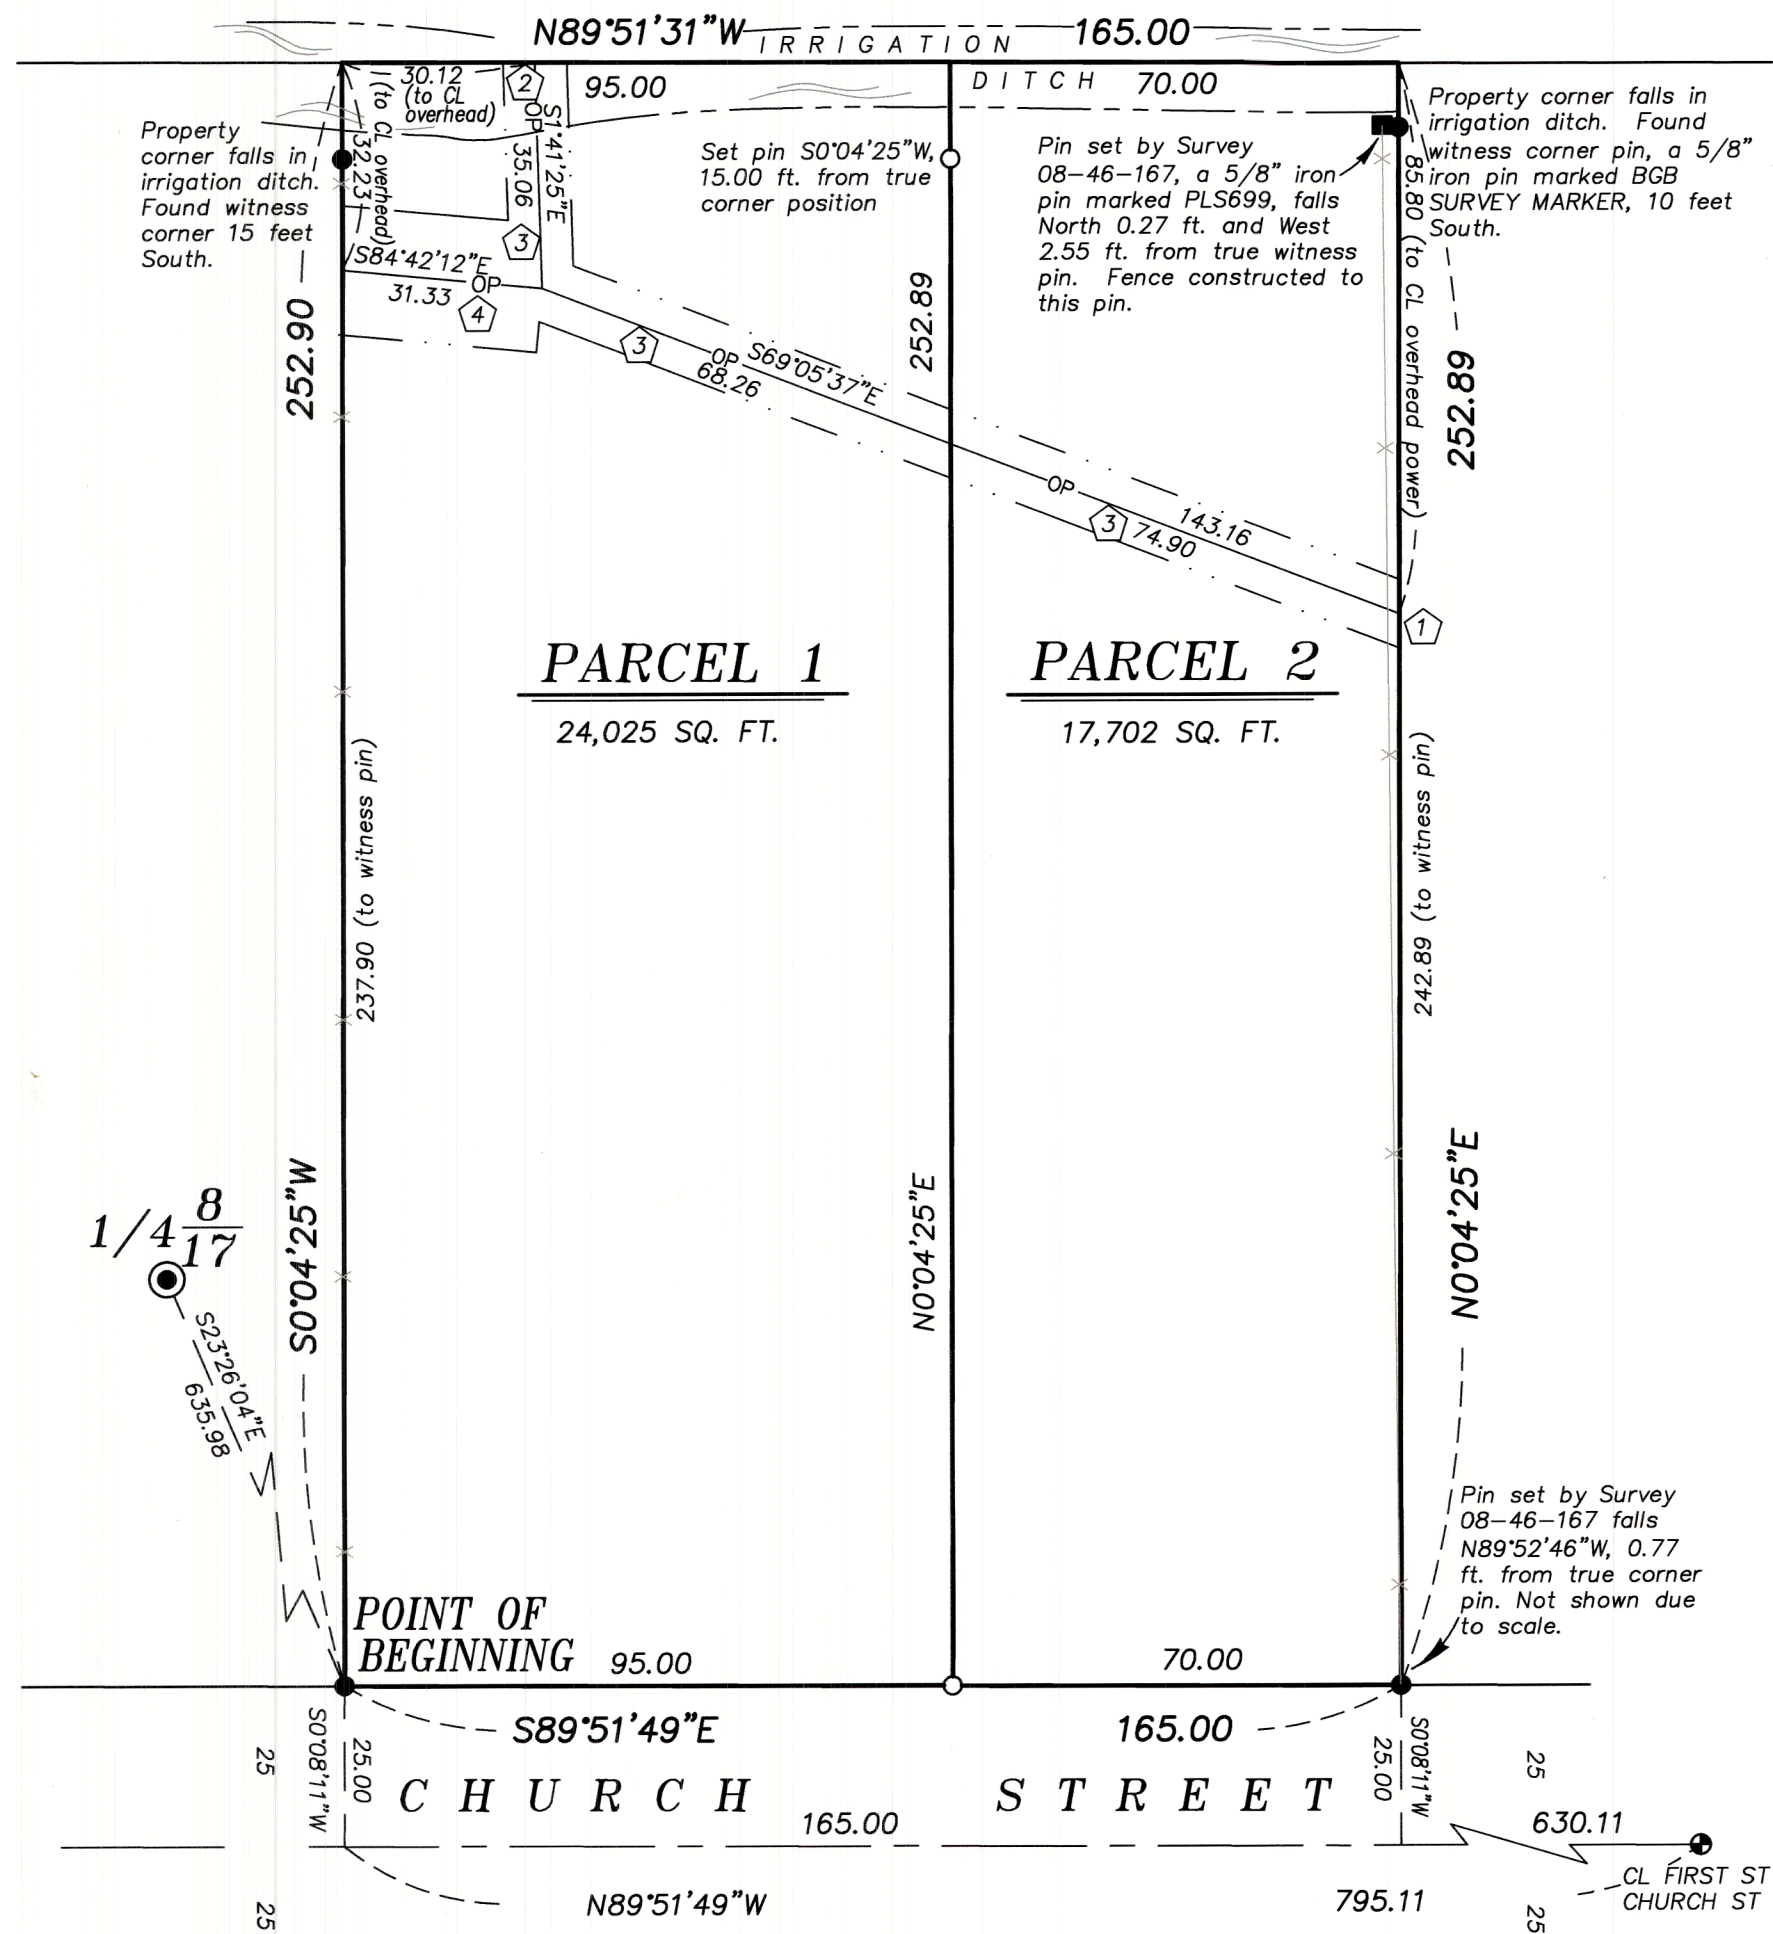 N89°51'31"W 165.00
IRRIGATION
DITCH
30.12
(to CL
overhead)
2
95.00
70.00
32.23
(to CL overhead)
OP
35.06
S1°41'25"E
3
S84°42'12"E
OP
31.33
4
Property
corner falls in
irrigation ditch.
Found witness
corner 15 feet
South.
Set pin S0°04'25"W,
15.00 ft. from true
corner position
Pin set by Survey
08-46-167, a 5/8" iron
pin marked PLS699, falls
North 0.27 ft. and West
2.55 ft. from true witness
pin. Fence constructed to
this pin.
Property corner falls in
irrigation ditch. Found
witness corner pin, a 5/8"
iron pin marked BGB
SURVEY MARKER, 10 feet
South.
85.80 (to CL overhead power)
252.90
252.89
252.89
3
OP
S69°05'37"E
68.26
OP
3
143.16
74.90
1
PARCEL 1
24,025 SQ. FT.
PARCEL 2
17,702 SQ. FT.
237.90 (to witness pin)
242.89 (to witness pin)
S0°04'25"W
N0°04'25"E
N0°04'25"E
1/4 8
17
S23°26'04"E
635.98
Pin set by Survey
08-46-167 falls
N89°52'46"W, 0.77
ft. from true corner
pin. Not shown due
to scale.
POINT OF
BEGINNING
95.00
70.00
S89°51'49"E
165.00
25
S0°08'11"W
25.00
CHURCH STREET
25.00
S0°08'11"W
25
165.00
630.11
CL FIRST ST
CHURCH ST
N89°51'49"W
795.11
25
25